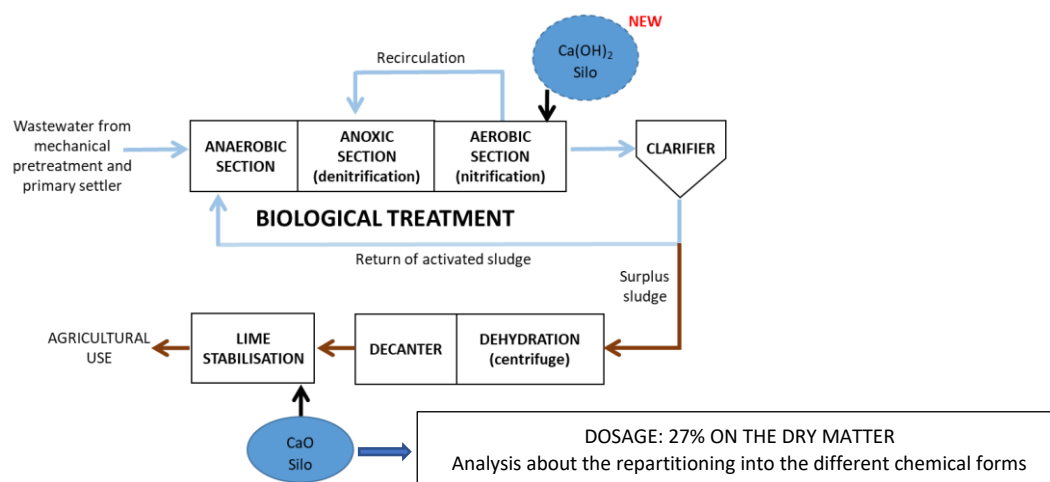 NEW
Ca(OH)₂
Silo
Recirculation
Wastewater from
mechanical
pretreatment and
primary settler
ANAEROBIC
SECTION
ANOXIC
SECTION
(denitrification)
AEROBIC
SECTION
(nitrification)
CLARIFIER
BIOLOGICAL TREATMENT
Return of activated sludge
Surplus
sludge
AGRICULTURAL
USE
LIME
STABILISATION
DECANTER
DEHYDRATION
(centrifuge)
CaO
Silo
DOSAGE: 27% ON THE DRY MATTER
Analysis about the repartitioning into the different chemical forms